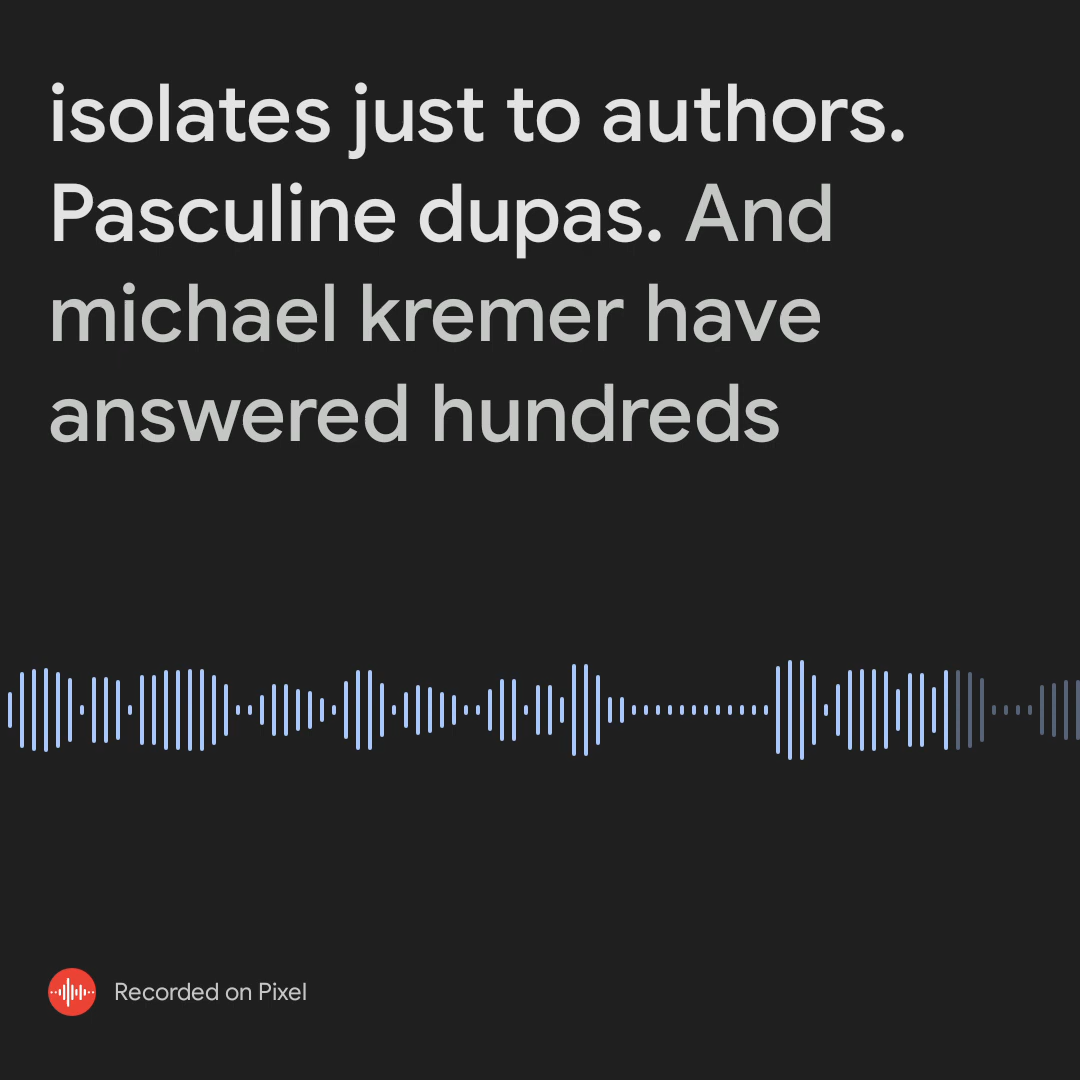 isolates just to authors.
Pasculine dupas. And
michael kremer have
answered hundreds
Recorded on Pixel